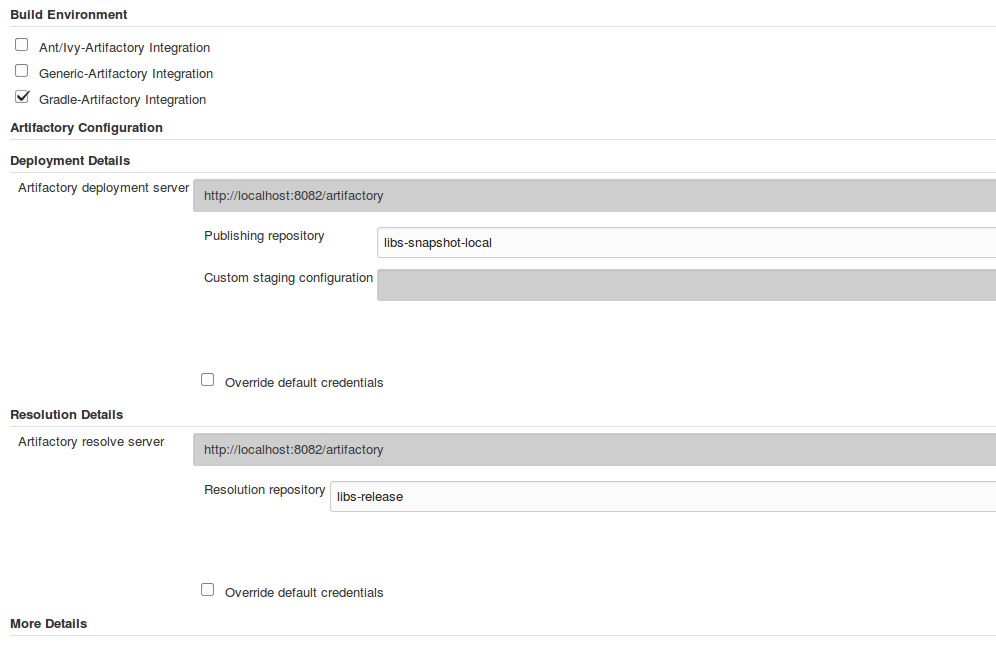 Build Environment
Ant/Ivy-Artifactory Integration
Generic-Artifactory Integration
Gradle-Artifactory Integration
Artifactory Configuration
Deployment Details
Artifactory deployment server http://localhost:8082/artifactory
Publishing repository libs-snapshot-local
Custom staging configuration
Override default credentials
Resolution Details
Artifactory resolve server http://localhost:8082/artifactory
Resolution repository libs-release
Override default credentials
More Details